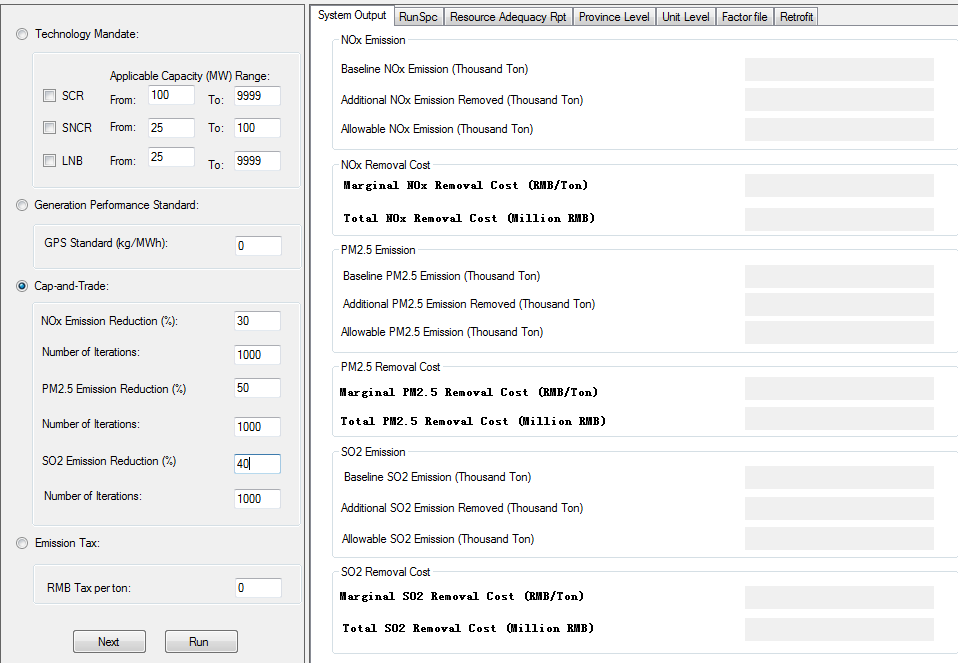 Technology Mandate:
Applicable Capacity (MW) Range:
SCR From: 100 To: 9999
SNCR From: 25 To: 100
LNB From: 25 To: 9999
Generation Performance Standard:
GPS Standard (kg/MWh): 0
Cap-and-Trade:
NOx Emission Reduction (%): 30
Number of Iterations: 1000
PM2.5 Emission Reduction (%) 50
Number of Iterations: 1000
SO2 Emission Reduction (%) 40
Number of Iterations: 1000
Emission Tax:
RMB Tax per ton: 0
Next Run
System Output RunSpc Resource Adequacy Rpt Province Level Unit Level Factor file Retrofit
NOx Emission
Baseline NOx Emission (Thousand Ton)
Additional NOx Emission Removed (Thousand Ton)
Allowable NOx Emission (Thousand Ton)
NOx Removal Cost
Marginal NOx Removal Cost (RMB/Ton)
Total NOx Removal Cost (Million RMB)
PM2.5 Emission
Baseline PM2.5 Emission (Thousand Ton)
Additional PM2.5 Emission Removed (Thousand Ton)
Allowable PM2.5 Emission (Thousand Ton)
PM2.5 Removal Cost
Marginal PM2.5 Removal Cost (RMB/Ton)
Total PM2.5 Removal Cost (Million RMB)
SO2 Emission
Baseline SO2 Emission (Thousand Ton)
Additional SO2 Emission Removed (Thousand Ton)
Allowable SO2 Emission (Thousand Ton)
SO2 Removal Cost
Marginal SO2 Removal Cost (RMB/Ton)
Total SO2 Removal Cost (Million RMB)